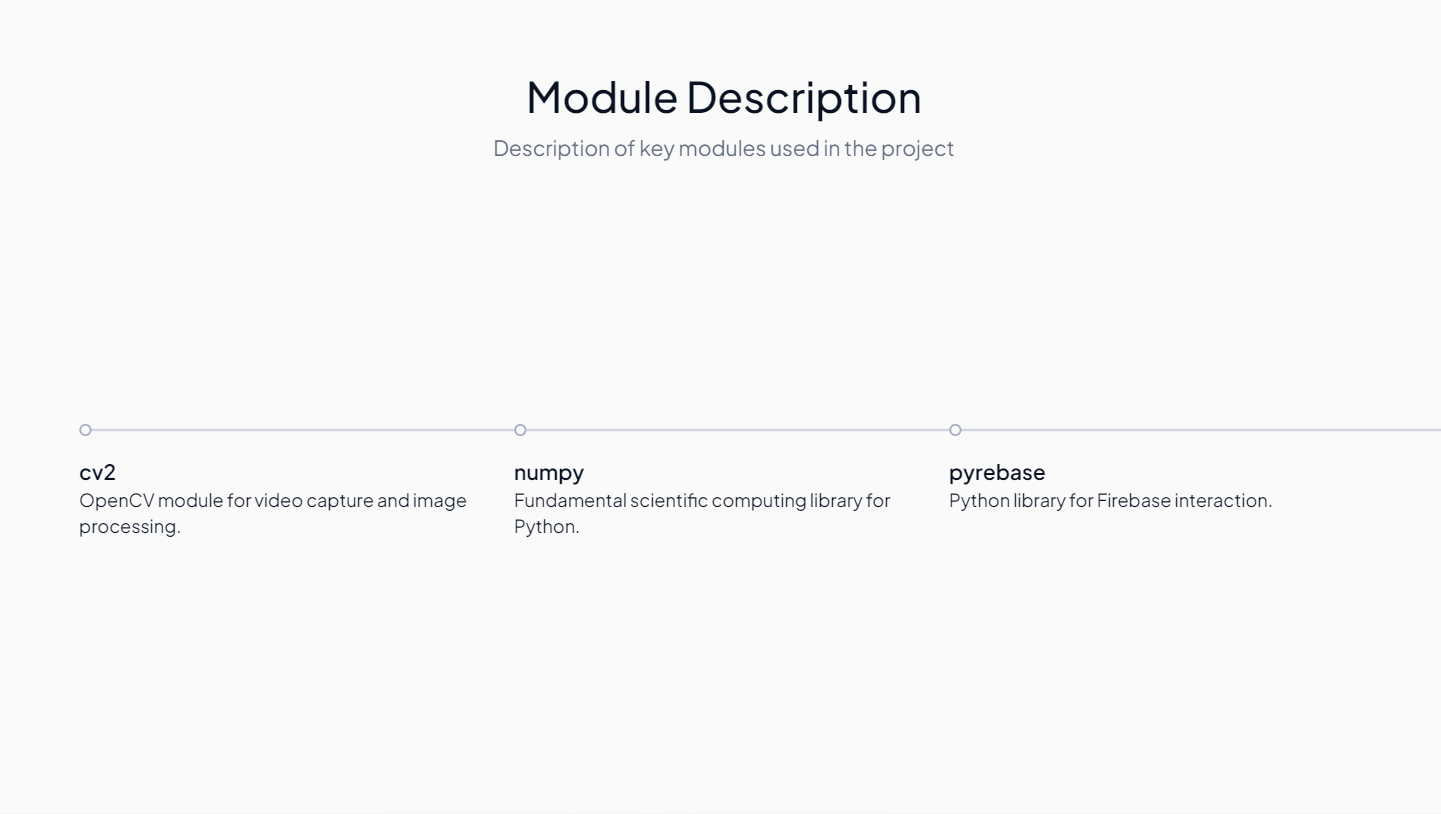 Module Description
Description of key modules used in the project
cv2
OpenCV module for video capture and image
processing.
numpy
Fundamental scientific computing library for
Python.
pyrebase
Python library for Firebase interaction.